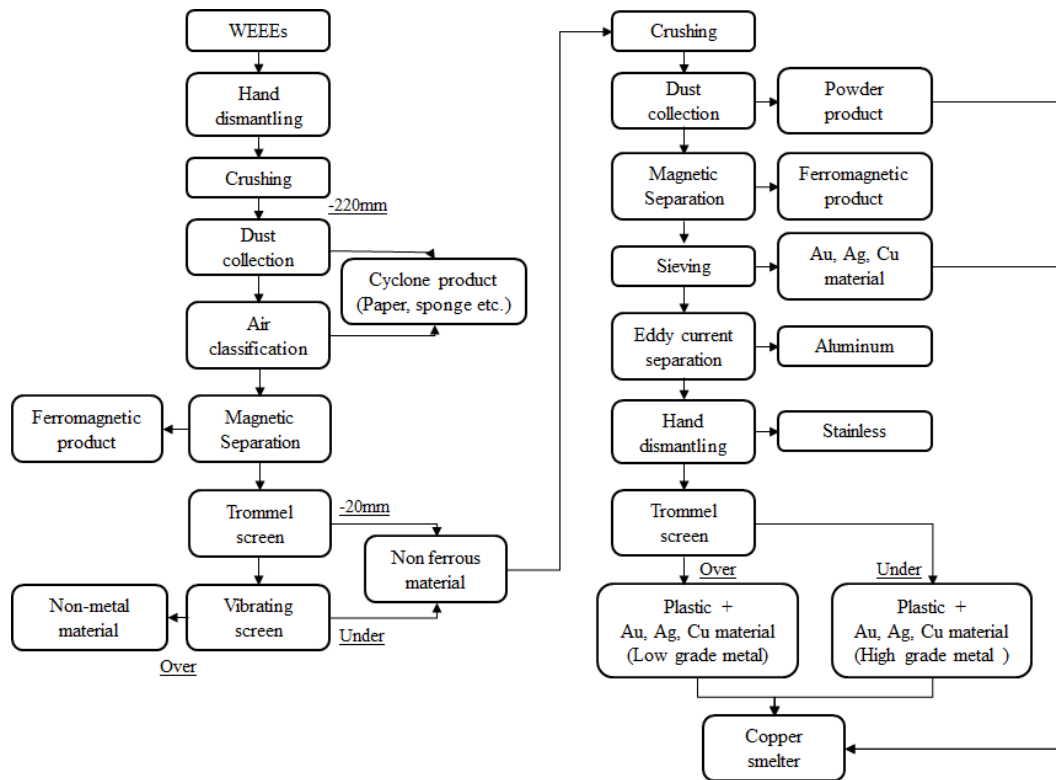 WEEEs
Hand
dismantling
Crushing
-220mm
Dust
collection
Cyclone product
(Paper, sponge etc.)
Air
classification
Ferromagnetic
product
Magnetic
Separation
Trommel
screen
-20mm
Non ferrous
material
Non-metal
material
Vibrating
screen
Under
Over
Crushing
Dust
collection
Powder
product
Magnetic
Separation
Ferromagnetic
product
Sieving
Au, Ag, Cu
material
Eddy current
separation
Aluminum
Hand
dismantling
Stainless
Trommel
screen
Over
Under
Plastic +
Au, Ag, Cu material
(Low grade metal)
Plastic +
Au, Ag, Cu material
(High grade metal )
Copper
smelter